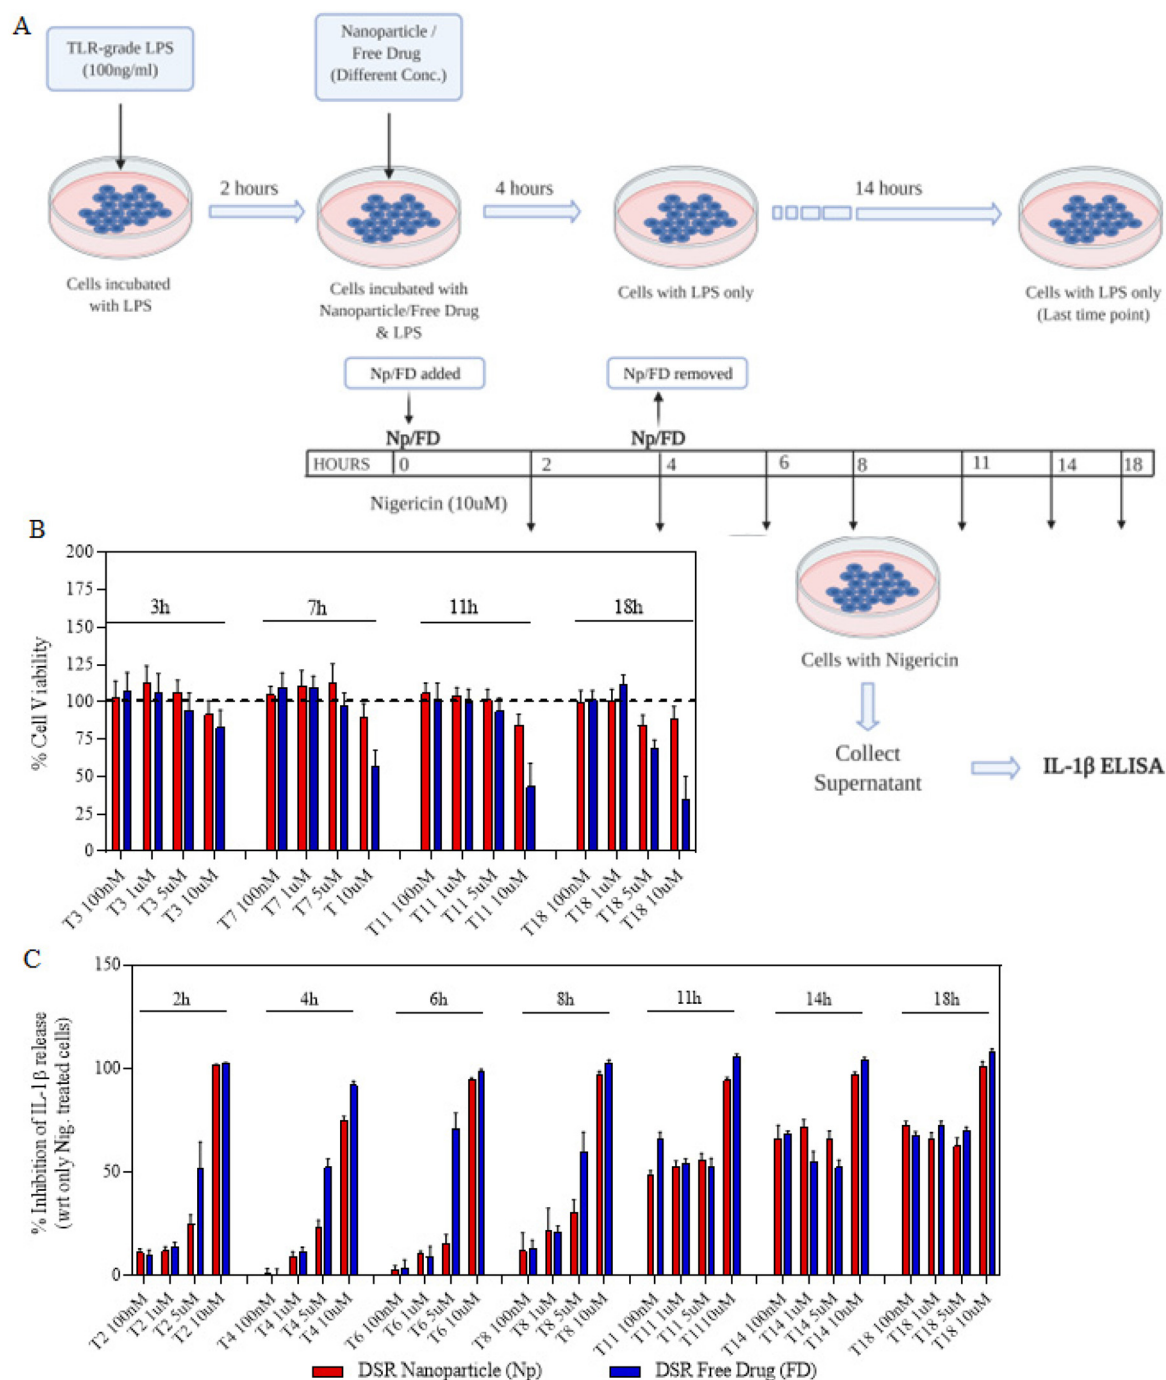 A
TLR-grade LPS
(100ng/ml)
Nanoparticle /
Free Drug
(Different Conc.)
2 hours
4 hours
14 hours
Cells incubated
with LPS
Cells incubated with
Nanoparticle/Free Drug
& LPS
Cells with LPS only
Cells with LPS only
(Last time point)
Np/FD added
Np/FD removed
Np/FD
Np/FD
HOURS 0 2 4 6 8 11 14 18
Nigericin (10uM)
Cells with Nigericin
Collect
Supernatant
IL-1β ELISA
B
% Cell Viability
200
175
150
125
100
75
50
25
0
3h 7h 11h 18h
T3 100nM
T3 1uM
T3 5uM
T3 10uM
T7 100nM
T7 1uM
T7 5uM
T 10uM
T11 100nM
T11 1uM
T11 5uM
T11 10uM
T18 100nM
T18 1uM
T18 5uM
T18 10uM
C
% Inhibition of IL-1β release
(wrt only Nig. treated cells)
150
100
50
0
2h 4h 6h 8h 11h 14h 18h
T2 100nM
T2 1uM
T2 5uM
T2 10uM
T4 100nM
T4 1uM
T4 5uM
T4 10uM
T6 100nM
T6 1uM
T6 5uM
T6 10uM
T8 100nM
T8 1uM
T8 5uM
T8 10uM
T11 100nM
T11 1uM
T11 5uM
T1110uM
T14 100nM
T14 1uM
T14 5uM
T14 10uM
T18 100nM
T18 1uM
T18 5uM
T18 10uM
DSR Nanoparticle (Np)
DSR Free Drug (FD)